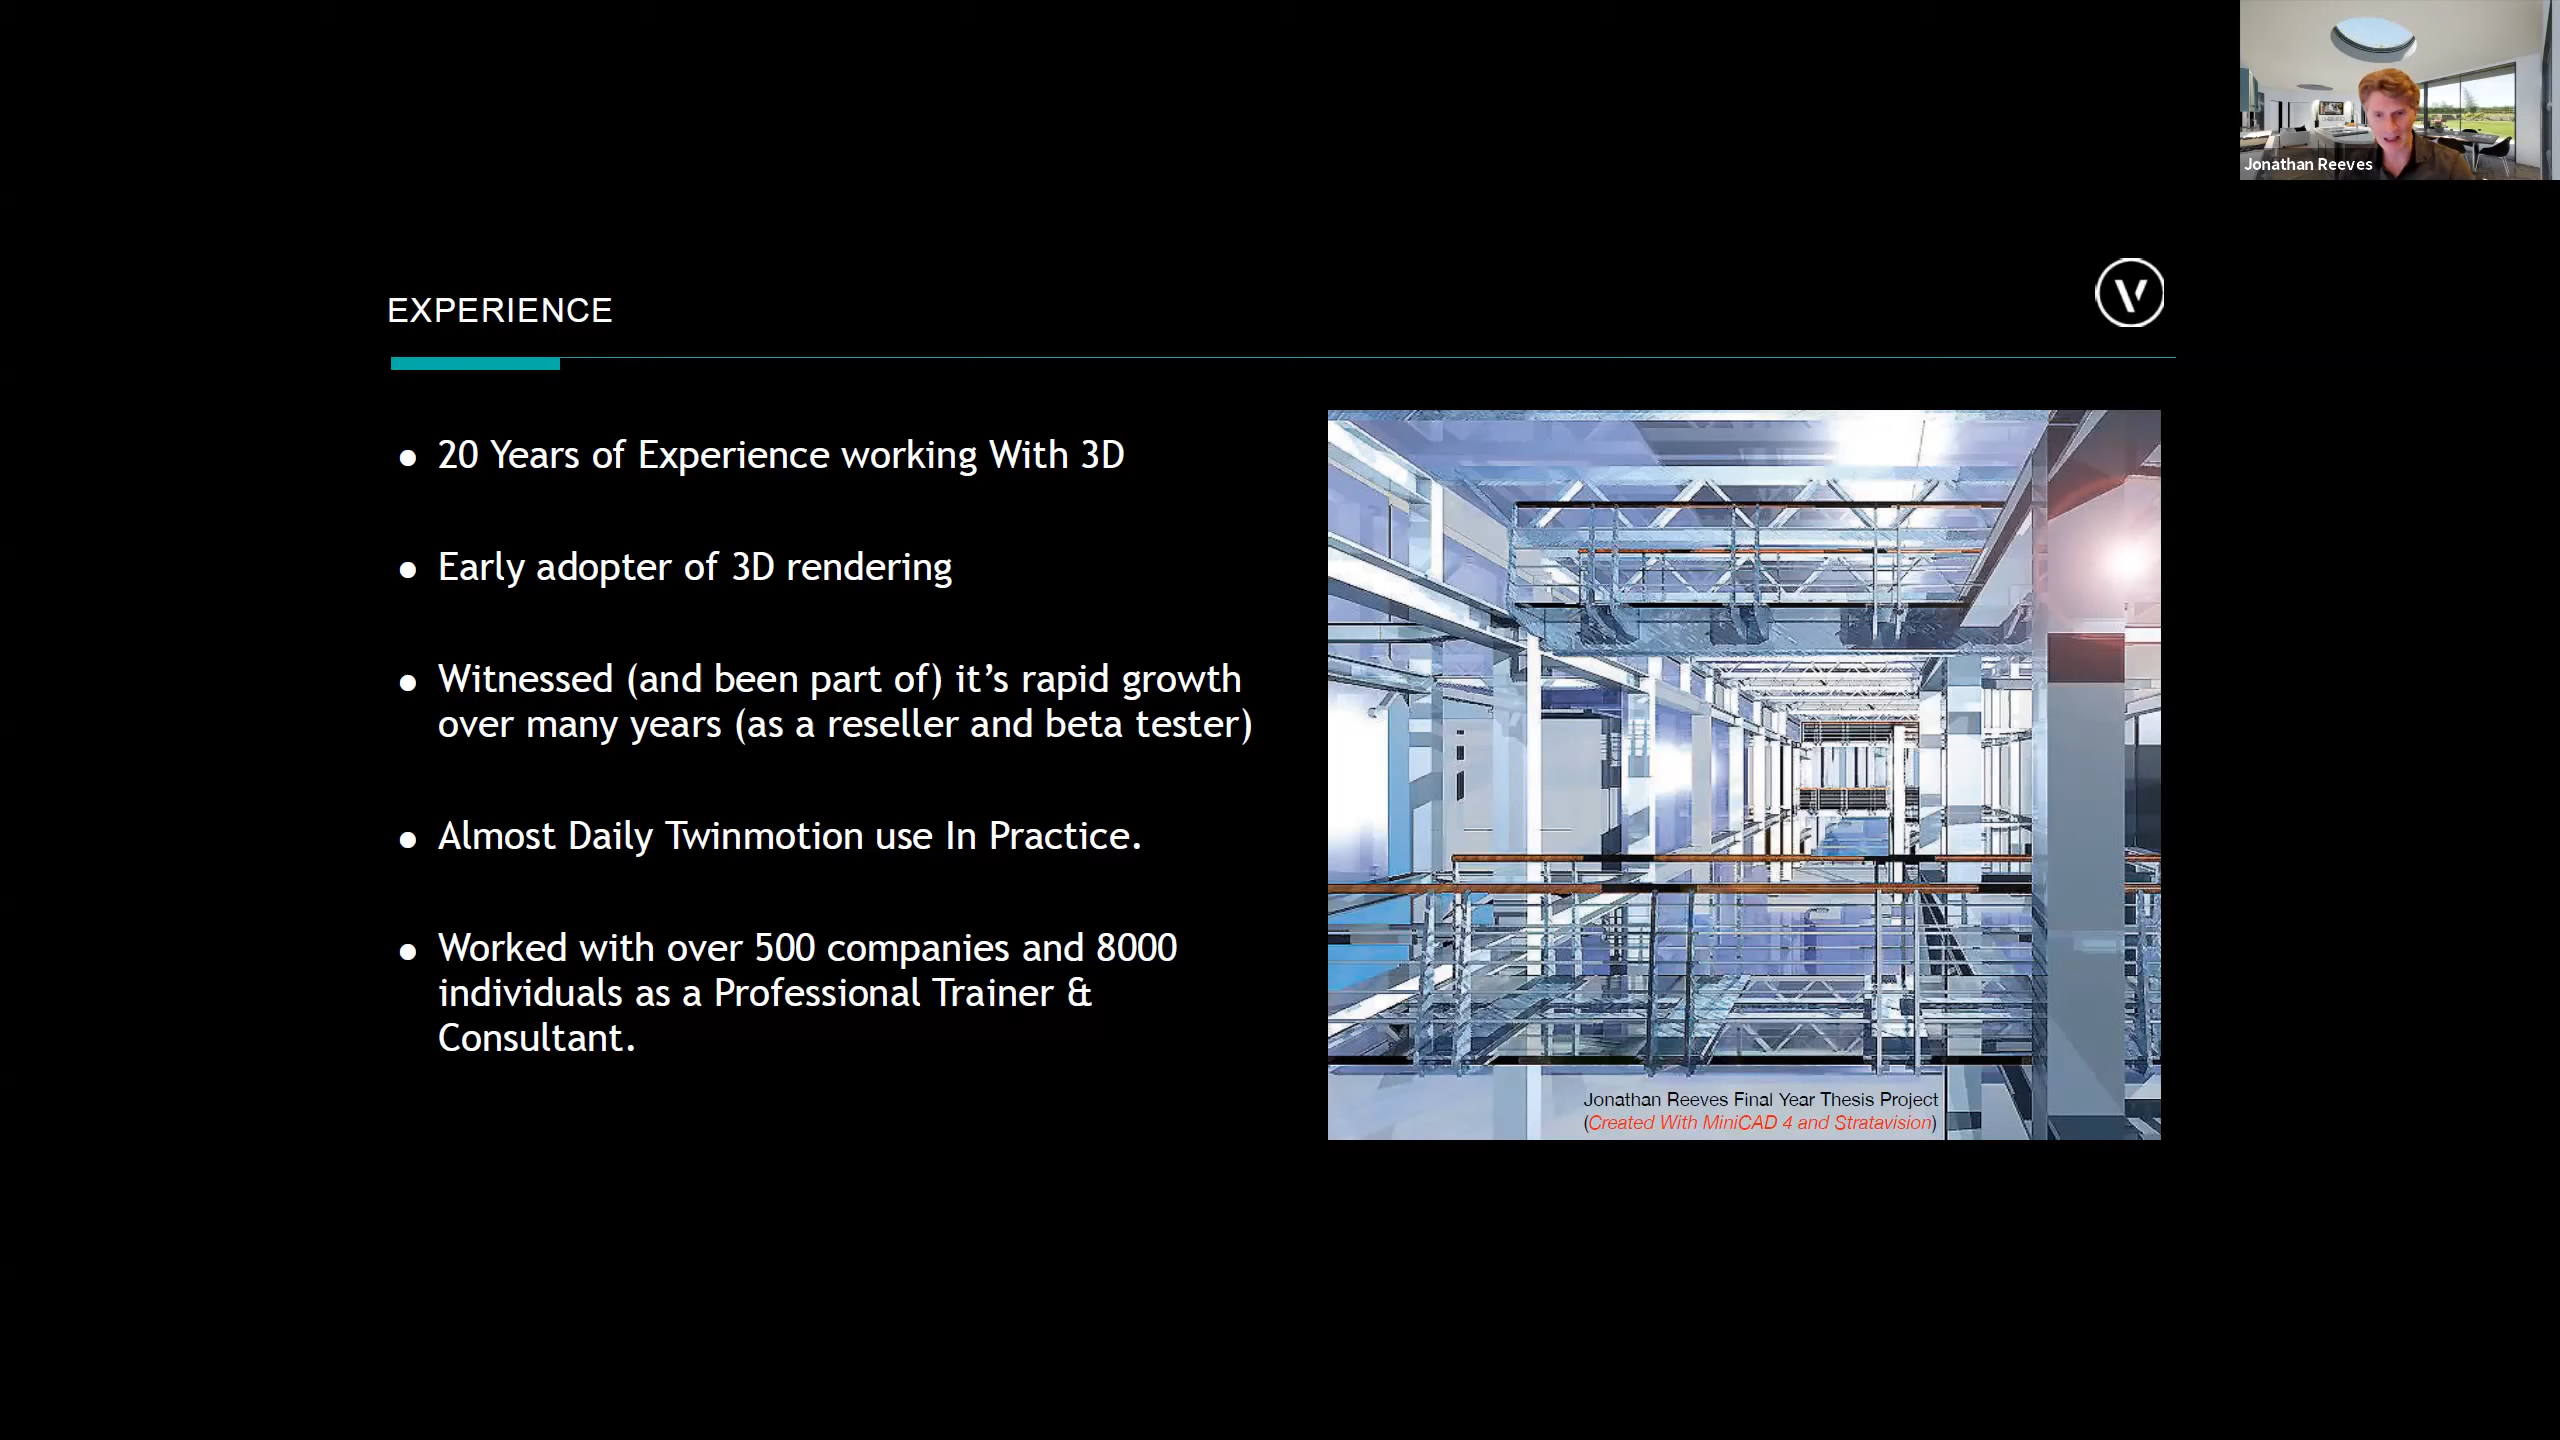 Jonathan Reeves
EXPERIENCE
● 20 Years of Experience working With 3D
● Early adopter of 3D rendering
● Witnessed (and been part of) it’s rapid growth
over many years (as a reseller and beta tester)
● Almost Daily Twinmotion use In Practice.
● Worked with over 500 companies and 8000
individuals as a Professional Trainer &
Consultant.
Jonathan Reeves Final Year Thesis Project
(Created With MiniCAD 4 and Stratavision)